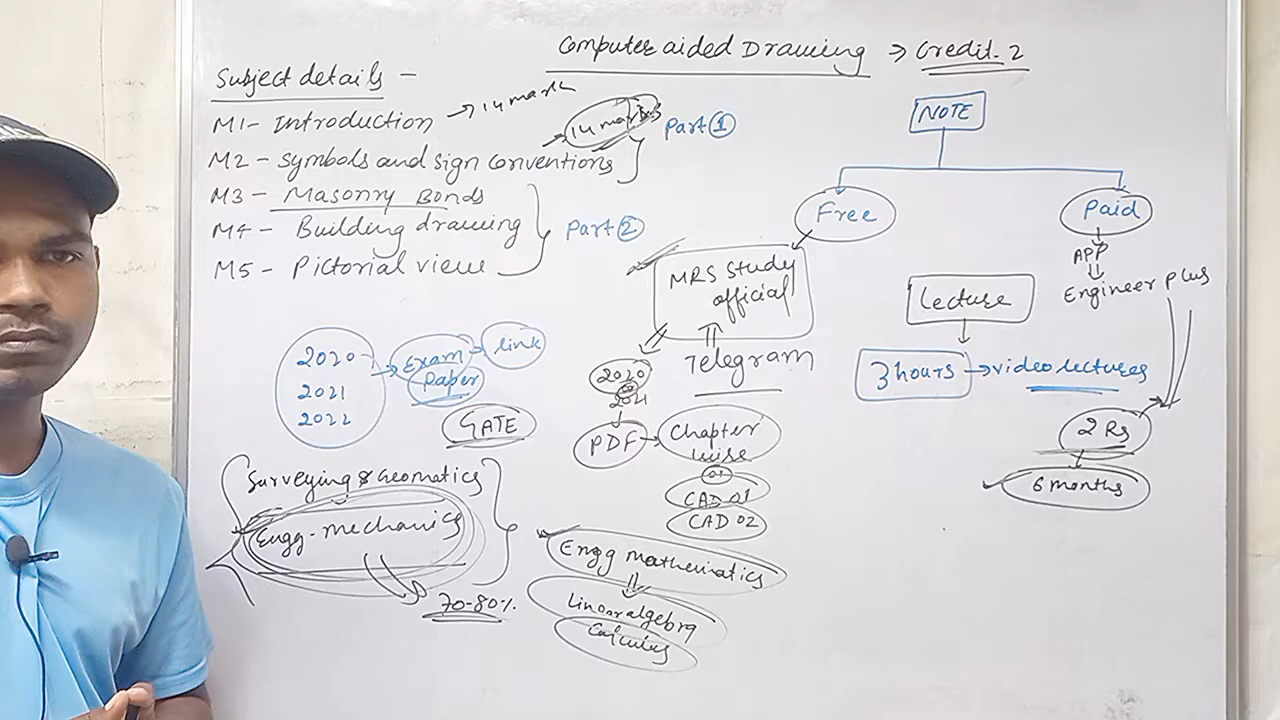 Computer aided Drawing → Credit-2
Subject details -
M1- Introduction → 14 mark
→ 14 marks
Part ①
M2 - Symbols and sign conventions
M3 - Masonry Bonds
M4 - Building drawing
Part ②
M5 - Pictorial view
NOTE
Free
Paid
APP
Engineer plus
MRS Study
official
Telegram
Lecture
3 hours → video lectures
2 Rs
6 months
2020
2021
2022
Exam
Paper
link
GATE
2020
2021
PDF → Chapter
wise
01
CAD 01
CAD 02
Surveying & Geomatics
Engg-mechanics
70-80%
Engg mathematics
Linear algebra
Calculus